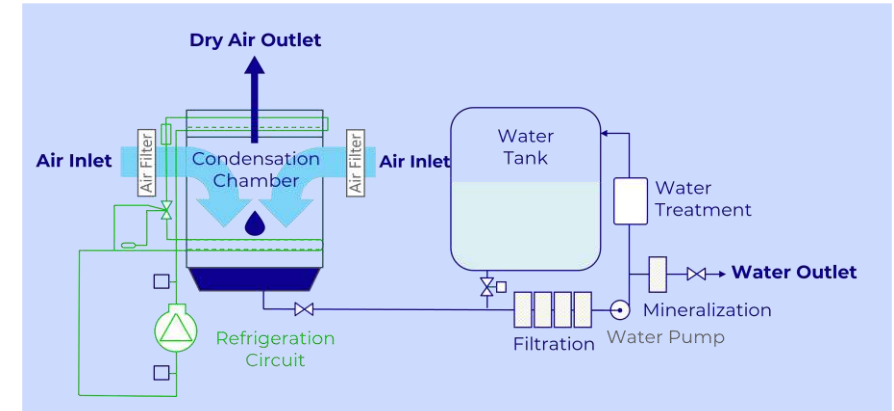 Dry Air Outlet
Air Inlet
Air Filter
Condensation
Chamber
Air Filter
Air Inlet
Water
Tank
Water
Treatment
Water Outlet
Mineralization
Water Pump
Filtration
Refrigeration
Circuit